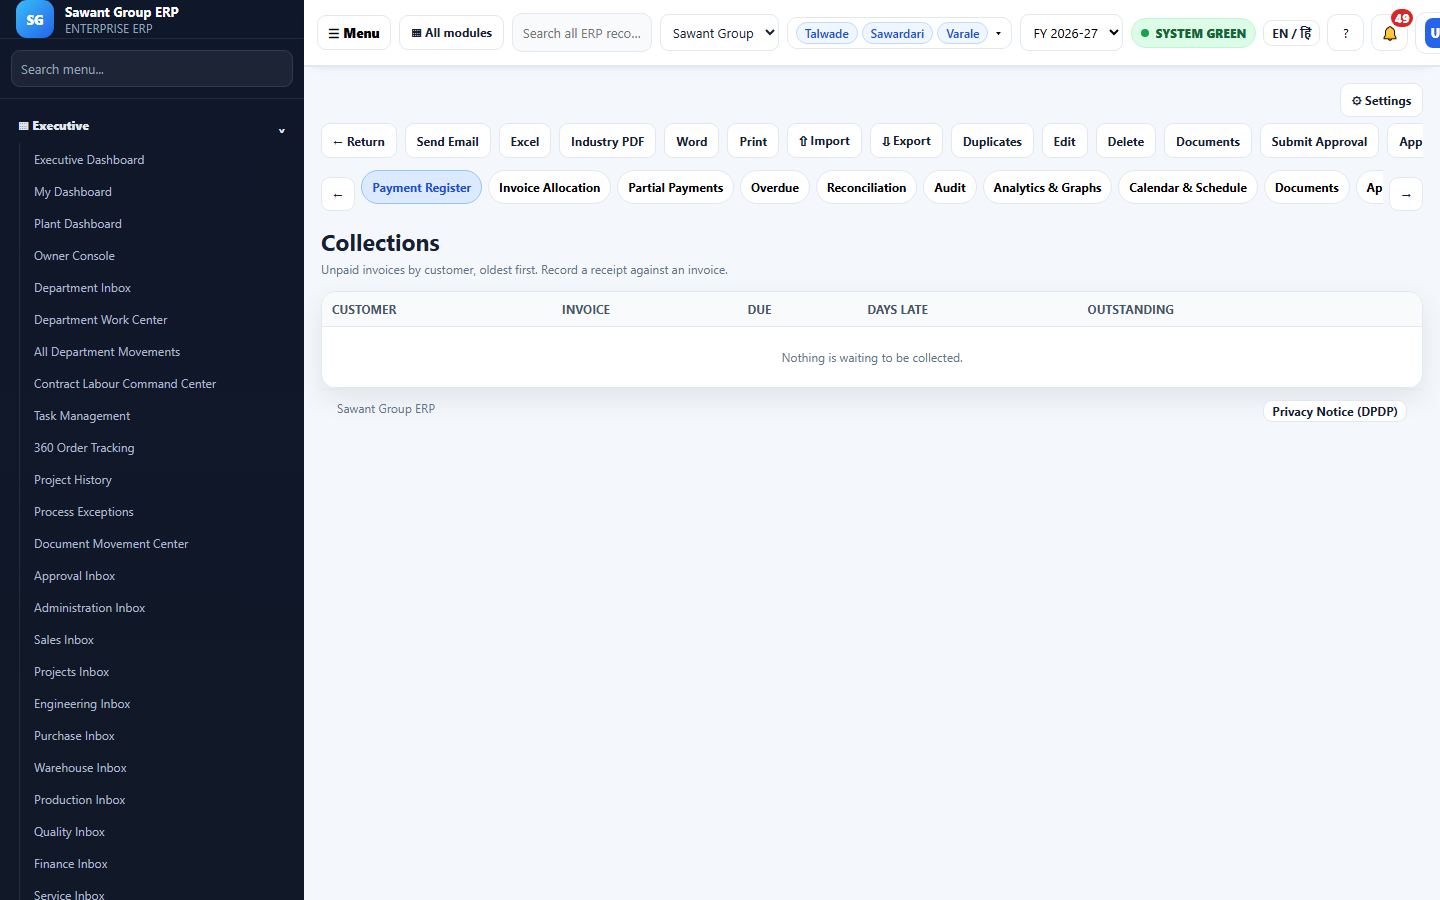 SG
Sawant Group ERP
ENTERPRISE ERP
Search menu...
Executive
Executive Dashboard
My Dashboard
Plant Dashboard
Owner Console
Department Inbox
Department Work Center
All Department Movements
Contract Labour Command Center
Task Management
360 Order Tracking
Project History
Process Exceptions
Document Movement Center
Approval Inbox
Administration Inbox
Sales Inbox
Projects Inbox
Engineering Inbox
Purchase Inbox
Warehouse Inbox
Production Inbox
Quality Inbox
Finance Inbox
Service Inbox
☰ Menu
All modules
Search all ERP reco...
Sawant Group
Talwade Sawardari Varale
FY 2026-27
SYSTEM GREEN
EN / हिं
?
49
U
⚙ Settings
← Return
Send Email
Excel
Industry PDF
Word
Print
⇧ Import
⇩ Export
Duplicates
Edit
Delete
Documents
Submit Approval
App
←
Payment Register
Invoice Allocation
Partial Payments
Overdue
Reconciliation
Audit
Analytics & Graphs
Calendar & Schedule
Documents
Ap
→
Collections
Unpaid invoices by customer, oldest first. Record a receipt against an invoice.
CUSTOMER INVOICE DUE DAYS LATE OUTSTANDING
Nothing is waiting to be collected.
Sawant Group ERP
Privacy Notice (DPDP)